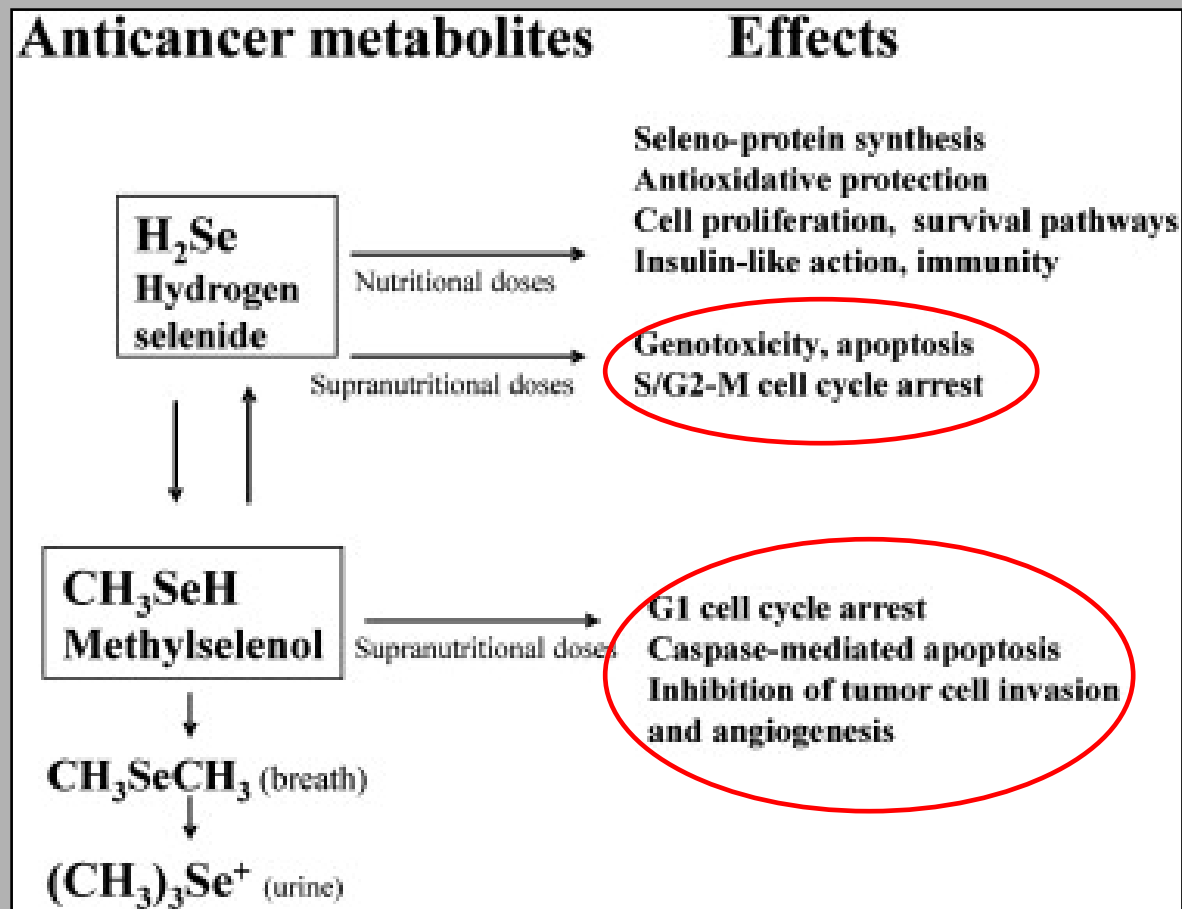 Anticancer metabolites Effects
Seleno-protein synthesis
Antioxidative protection
Cell proliferation, survival pathways
Insulin-like action, immunity
H₂Se
Hydrogen
selenide
Nutritional doses
Supranutritional doses
Genotoxicity, apoptosis
S/G2-M cell cycle arrest
CH₃SeH
Methylselenol
Supranutritional doses
G1 cell cycle arrest
Caspase-mediated apoptosis
Inhibition of tumor cell invasion
and angiogenesis
CH₃SeCH₃ (breath)
(CH₃)₃Se⁺ (urine)